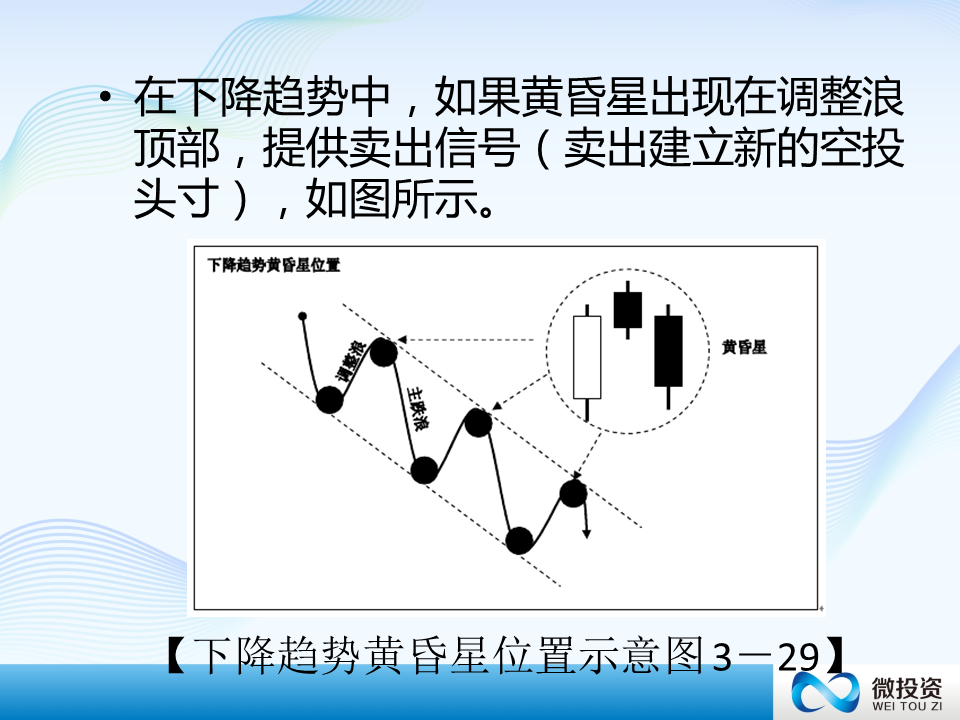 • 在下降趋势中，如果黄昏星出现在调整浪
顶部，提供卖出信号（卖出建立新的空投
头寸），如图所示。
下降趋势黄昏星位置
调整浪
主跌浪
黄昏星
【下降趋势黄昏星位置示意图3－29】
微投资
WEI TOU ZI